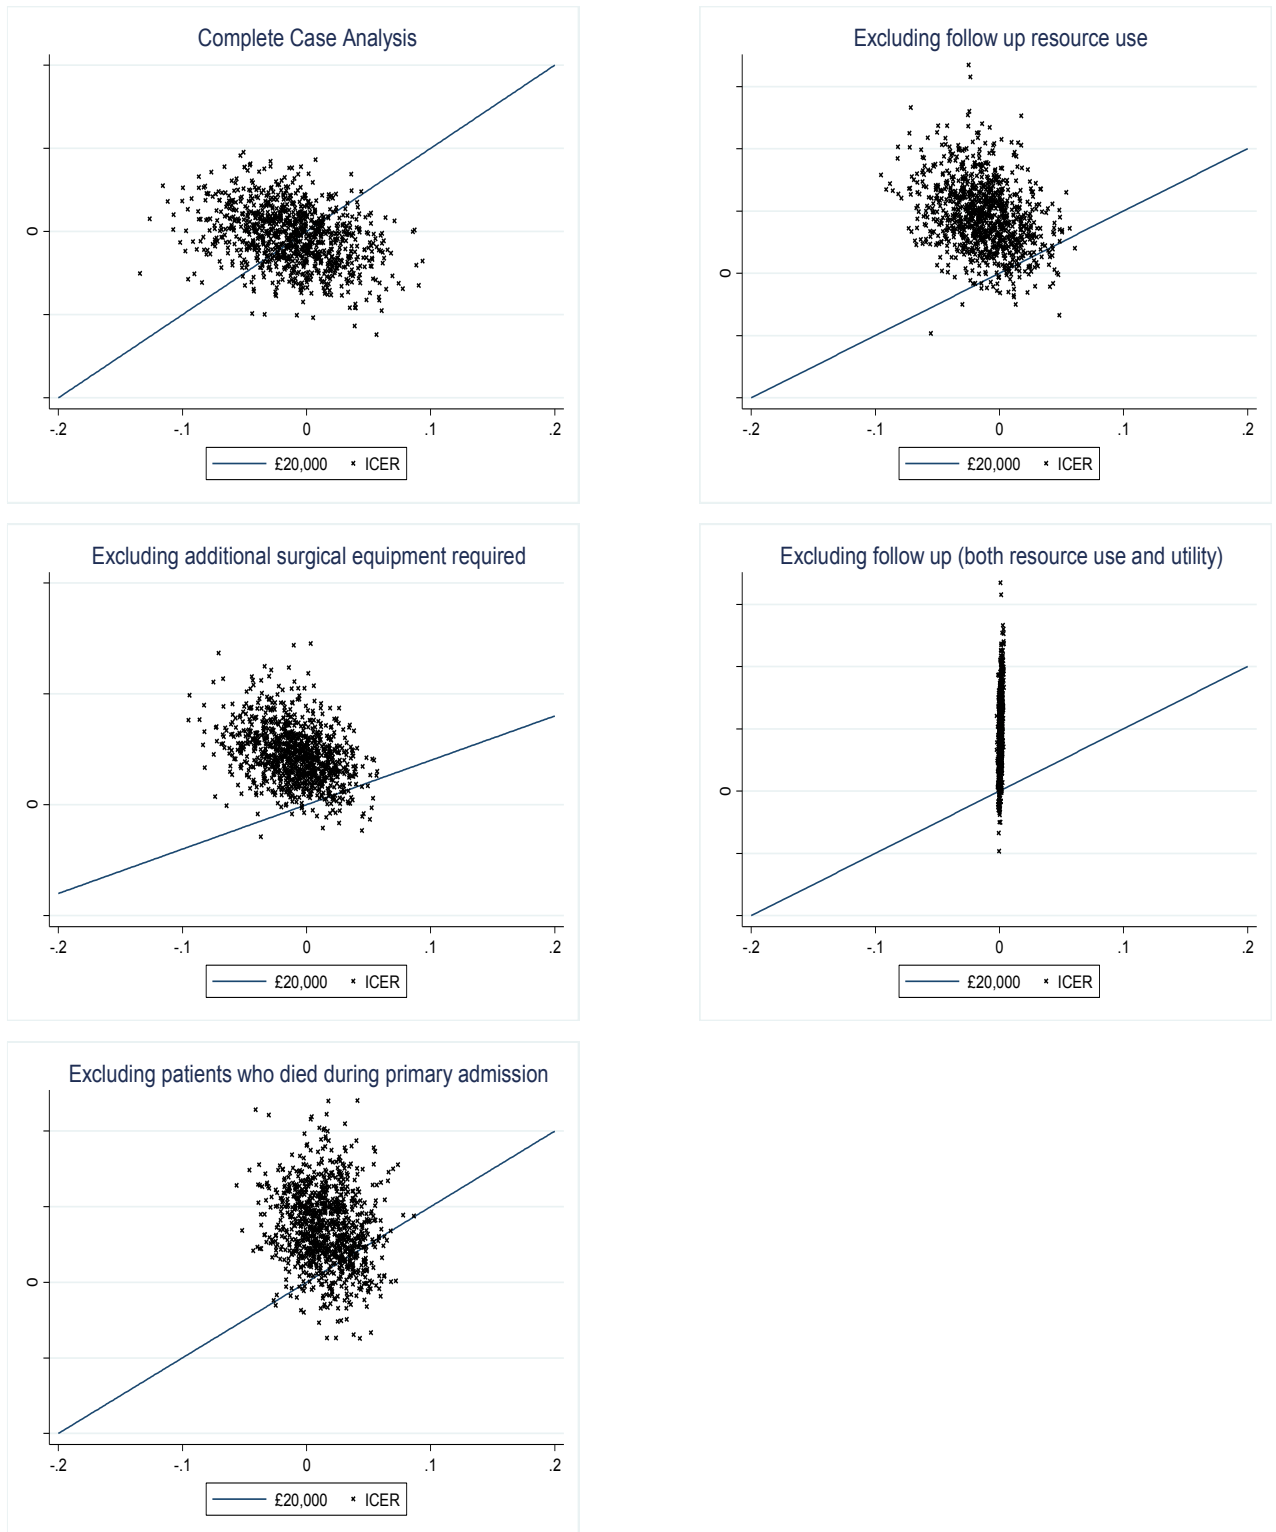 Complete Case Analysis
0
-.2 -.1 0 .1 .2
£20,000 × ICER
Excluding follow up resource use
0
-.2 -.1 0 .1 .2
£20,000 × ICER
Excluding additional surgical equipment required
0
-.2 -.1 0 .1 .2
£20,000 × ICER
Excluding follow up (both resource use and utility)
0
-.2 -.1 0 .1 .2
£20,000 × ICER
Excluding patients who died during primary admission
0
-.2 -.1 0 .1 .2
£20,000 × ICER